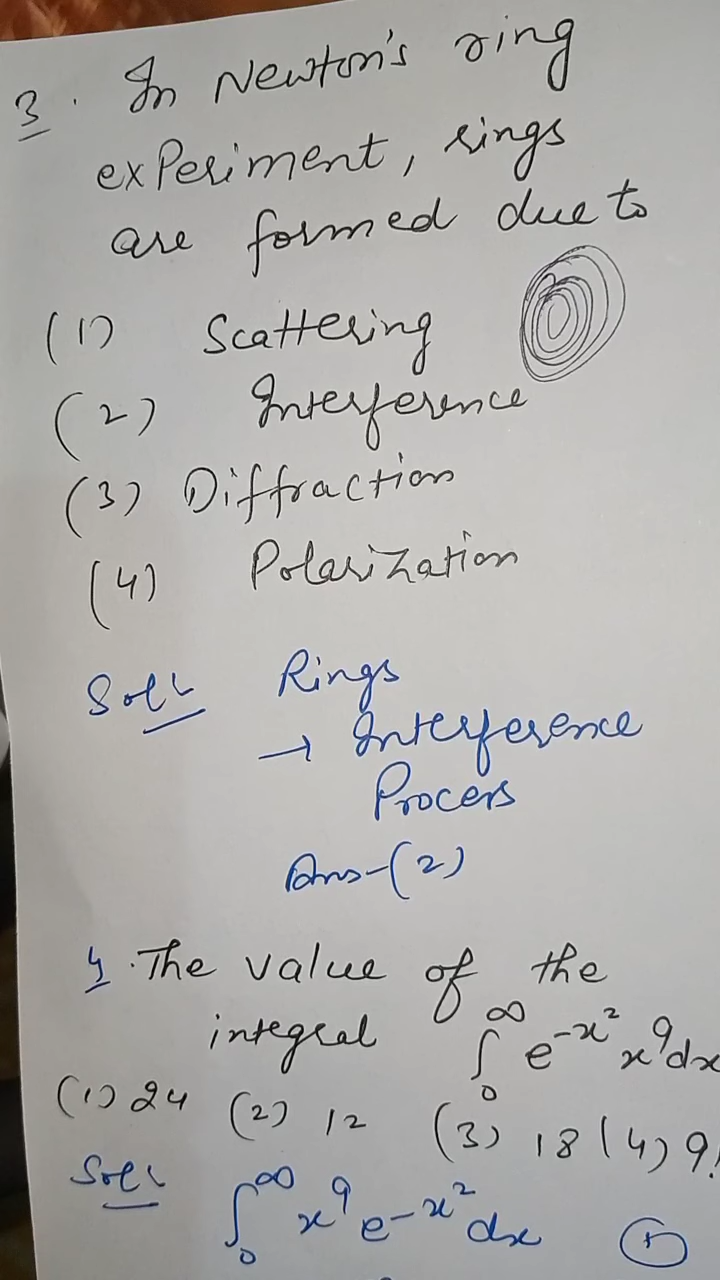 3. In Newton's ring
experiment, rings
are formed due to
(1) Scattering
(2) Interference
(3) Diffraction
(4) Polarization
Sol: Rings
→ Interference
Process
Ans-(2)
4. The value of the
integral ∫₀^∞ e^{-x²} x⁹ dx
(1) 24 (2) 12 (3) 18 (4) 9!
Sol: ∫₀^∞ x⁹ e^{-x²} dx